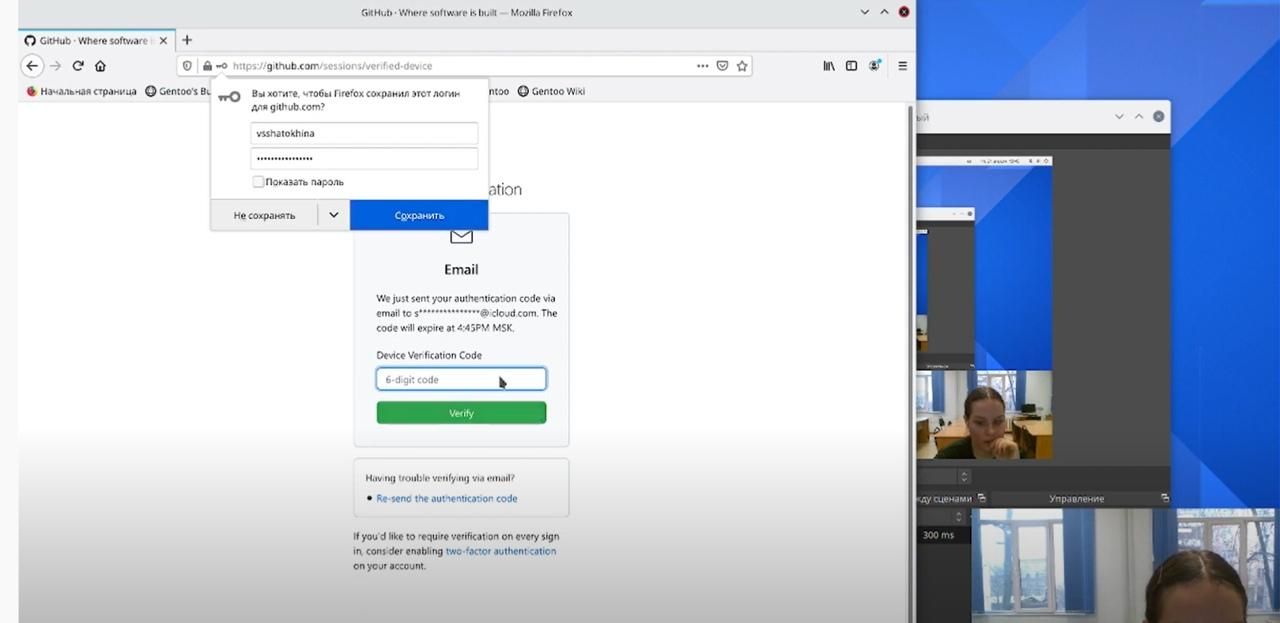 GitHub · Where software is built — Mozilla Firefox
GitHub · Where software
https://github.com/sessions/verified-device
Начальная страница
Gentoo's
ntoo
Gentoo Wiki
Вы хотите, чтобы Firefox сохранил этот логин
для github.com?
vsshatokhina
•••••••••••••••
Показать пароль
Не сохранять
Сохранить
ation
Email
We just sent your authentication code via
email to s***************@icloud.com. The
code will expire at 4:45PM MSK.
Device Verification Code
6-digit code
Verify
Having trouble verifying via email?
Re-send the authentication code
If you'd like to require verification on every sign
in, consider enabling two-factor authentication
on your account.
ый
жду сценами
Управление
300 ms